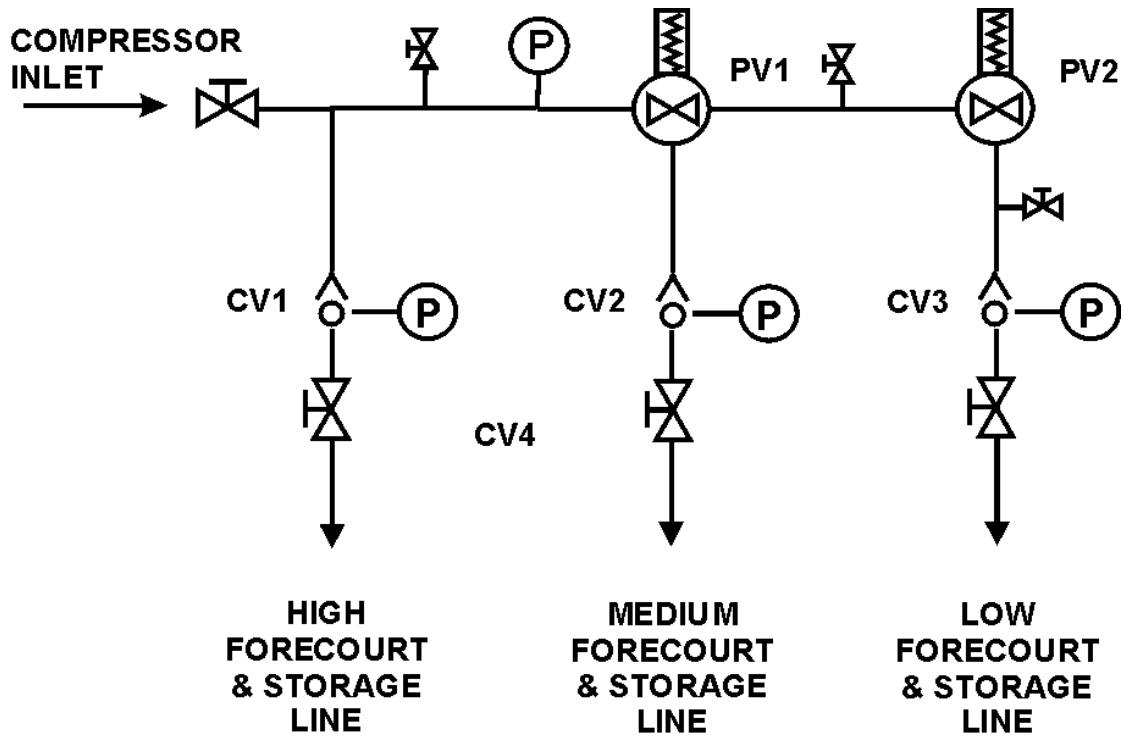 COMPRESSOR
INLET
P
PV1
PV2
CV1
P
CV2
P
CV3
P
CV4
HIGH
FORECOURT
& STORAGE
LINE
MEDIUM
FORECOURT
& STORAGE
LINE
LOW
FORECOURT
& STORAGE
LINE